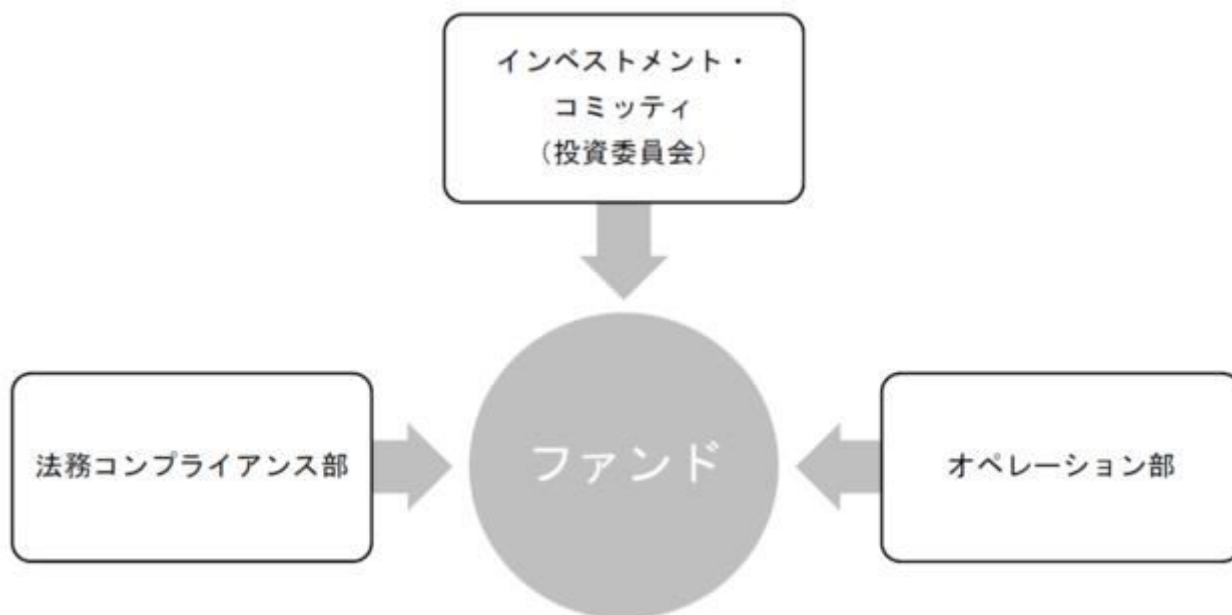 インベストメント・
コミッティ
（投資委員会）
法務コンプライアンス部
ファンド
オペレーション部